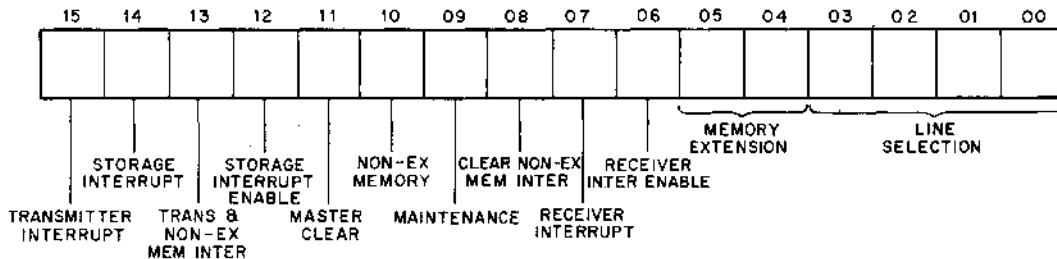 15 14 13 12 11 10 09 08 07 06 05 04 03 02 01 00
MEMORY
EXTENSION
LINE
SELECTION
STORAGE
INTERRUPT
STORAGE
INTERRUPT
ENABLE
NON-EX
MEMORY
CLEAR NON-EX
MEM INTER
RECEIVER
INTER ENABLE
TRANSMITTER
INTERRUPT
TRANS &
NON-EX
MEM INTER
MASTER
CLEAR
MAINTENANCE
RECEIVER
INTERRUPT